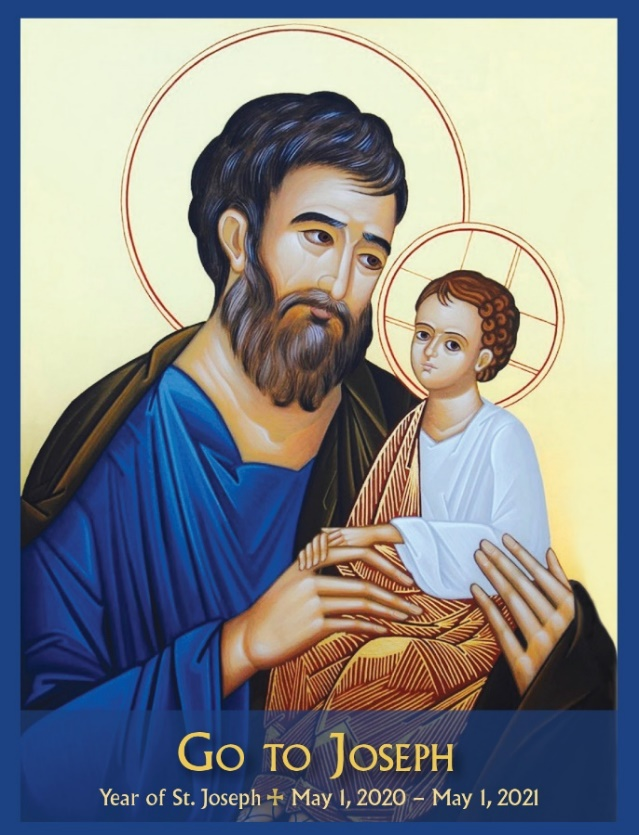 Go to Joseph
Year of St. Joseph ✢ May 1, 2020 – May 1, 2021